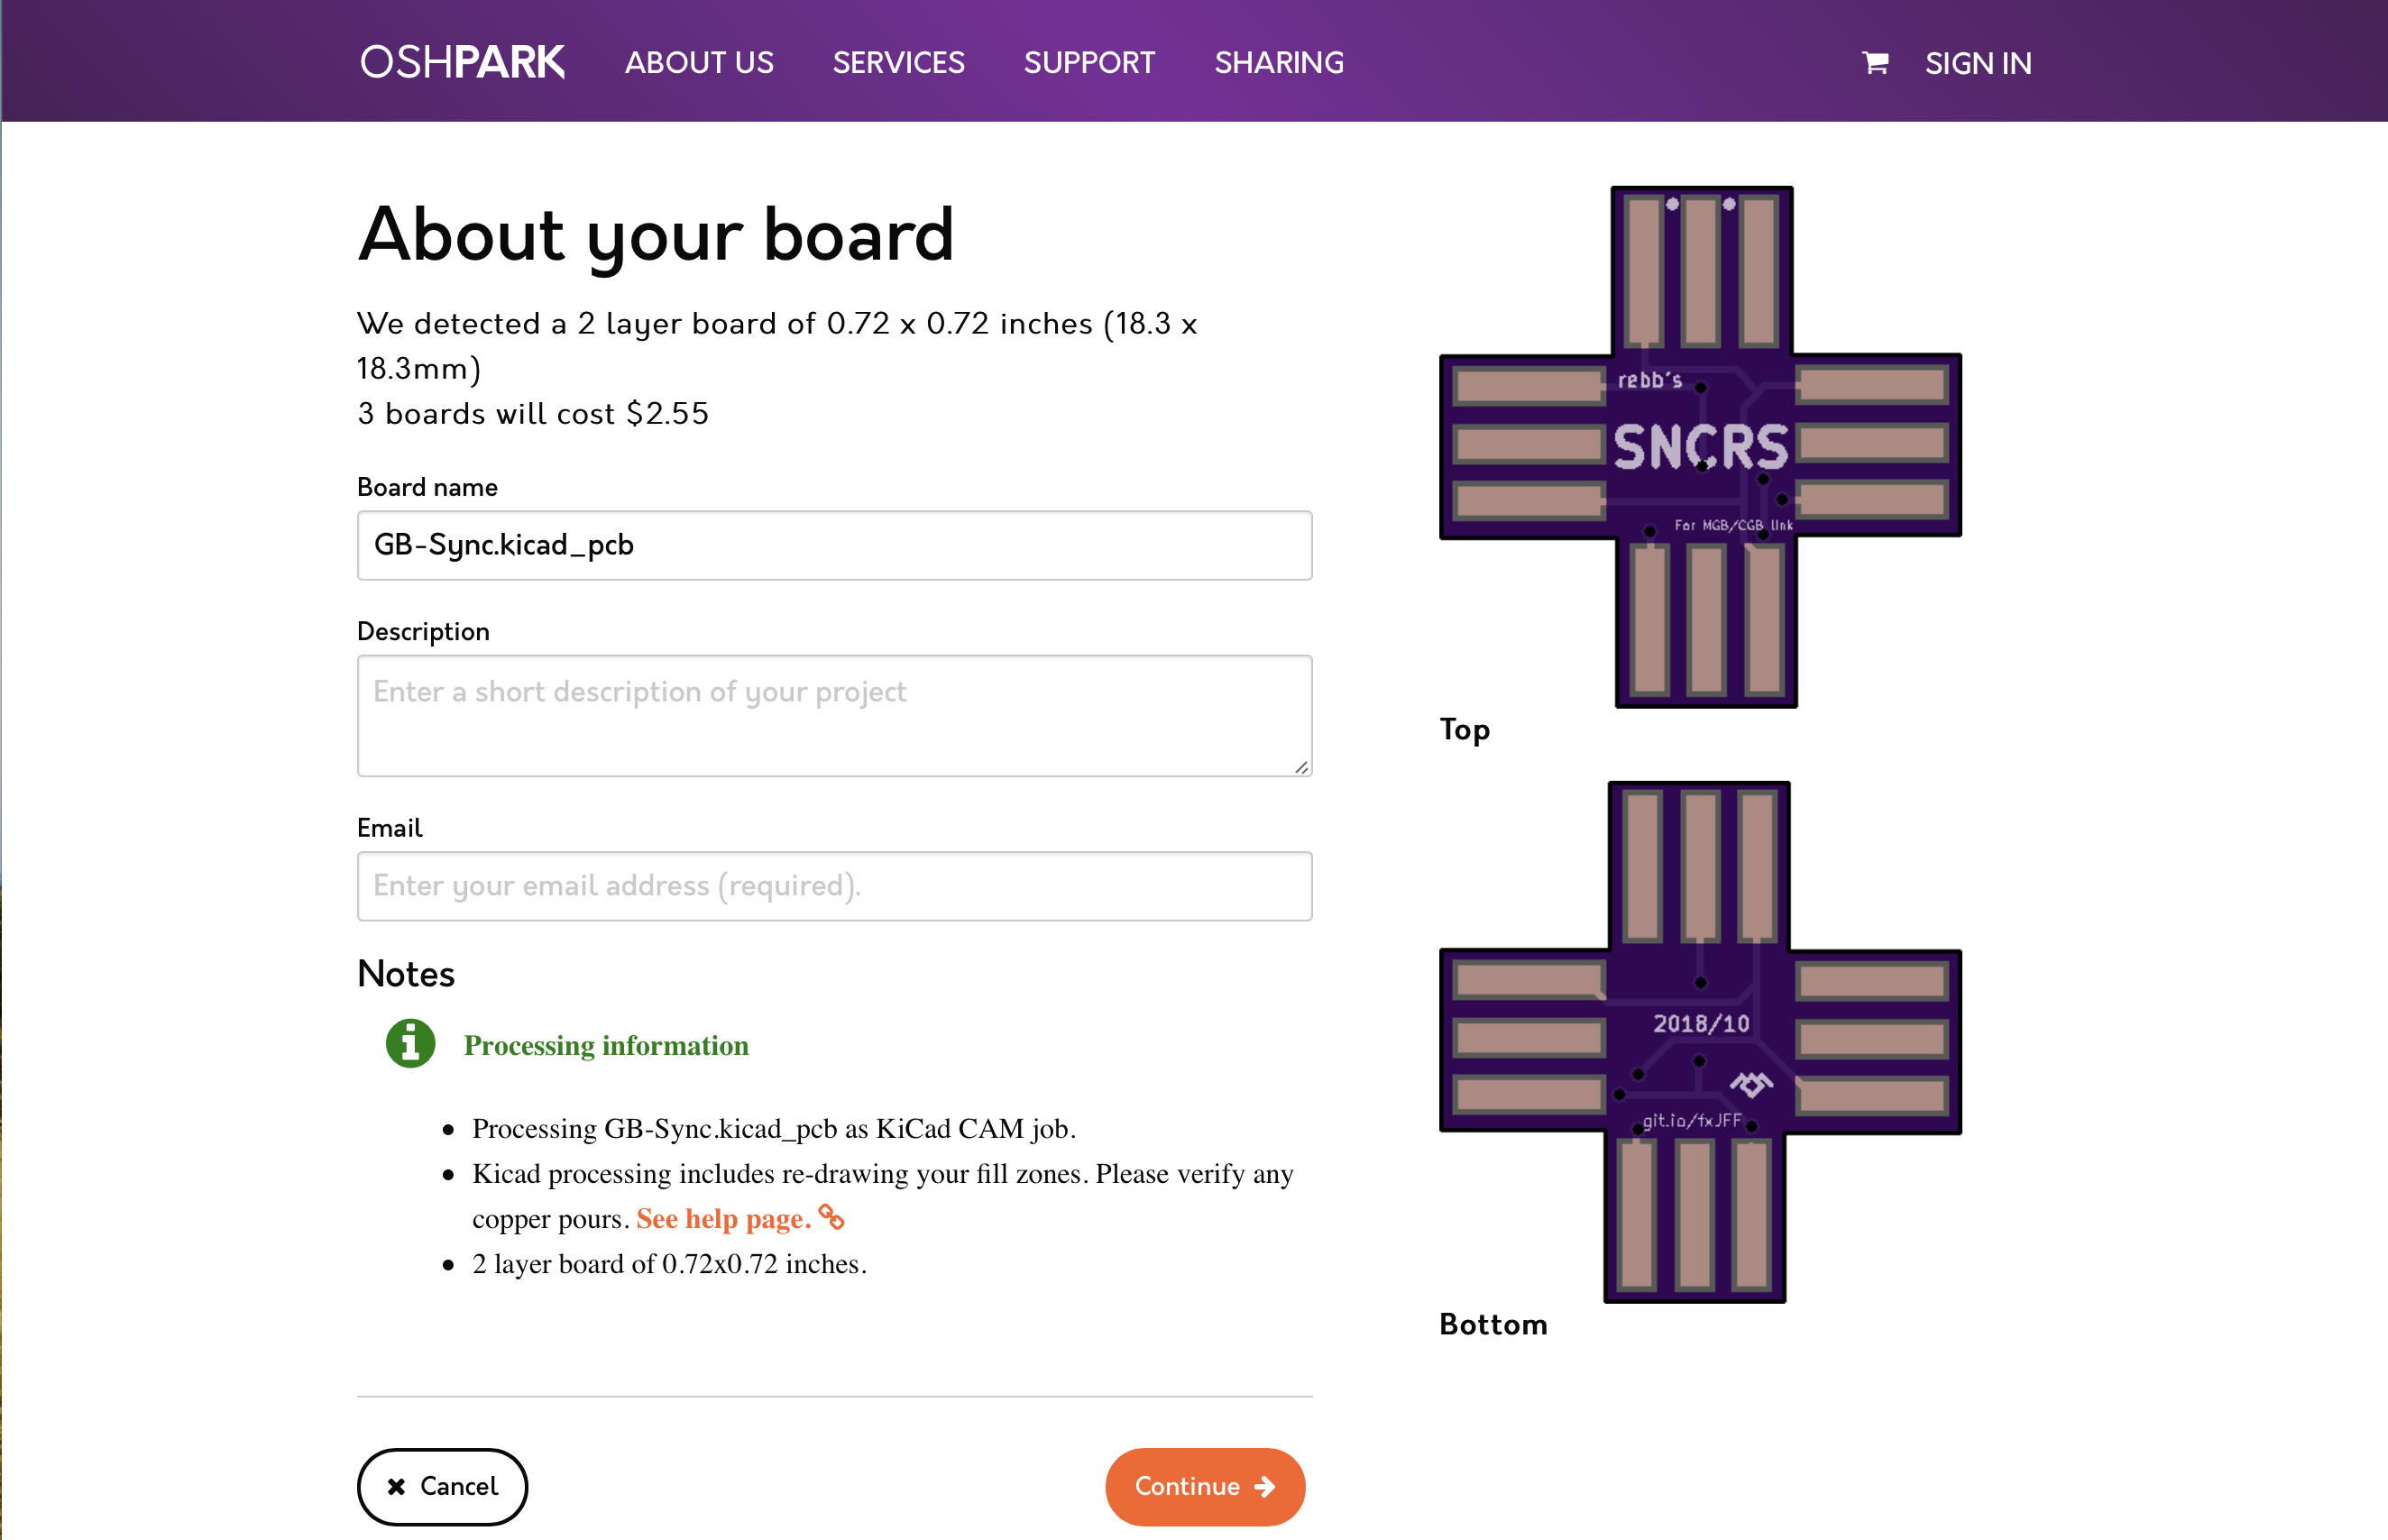 OSHPARK ABOUT US SERVICES SUPPORT SHARING SIGN IN
About your board
We detected a 2 layer board of 0.72 x 0.72 inches (18.3 x
18.3mm)
3 boards will cost $2.55
Board name
GB-Sync.kicad_pcb
Description
Enter a short description of your project
Email
Enter your email address (required).
Notes
Processing information
Processing GB-Sync.kicad_pcb as KiCad CAM job.
Kicad processing includes re-drawing your fill zones. Please verify any
copper pours. See help page.
2 layer board of 0.72x0.72 inches.
Cancel
Continue
rebb's
SNCRS
For MGB/CGB link
Top
2018/10
git.io/fxJFF
Bottom